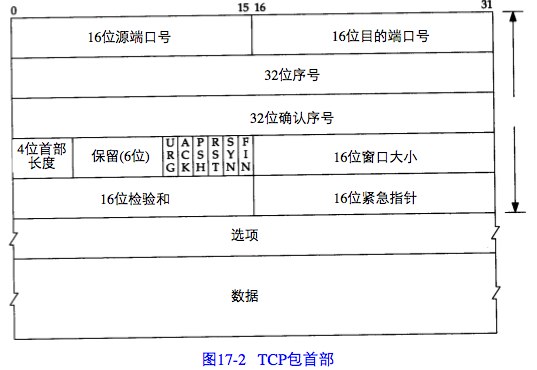 0 15 16 31
16位源端口号 16位目的端口号
32位序号
32位确认序号
4位首部
长度
保留(6位)
URG
ACK
PSH
RST
SYN
FIN
16位窗口大小
16位检验和 16位紧急指针
选项
数据
图17-2 TCP包首部